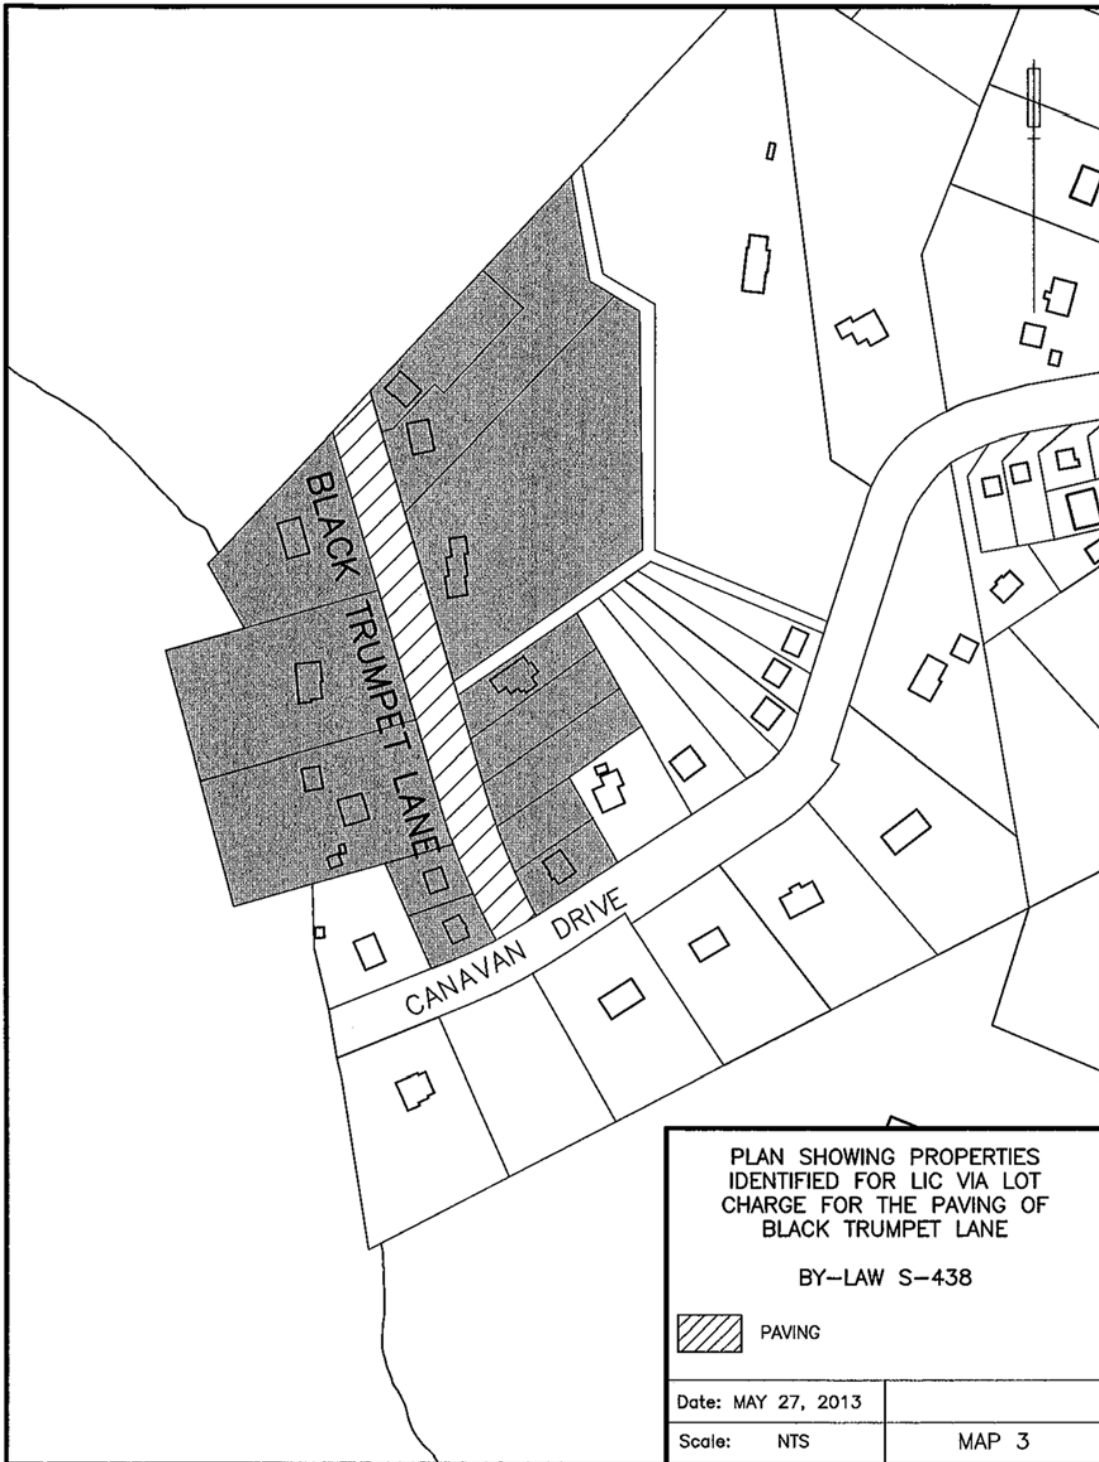 BLACK TRUMPET LANE
CANAVAN DRIVE
PLAN SHOWING PROPERTIES
IDENTIFIED FOR LIC VIA LOT
CHARGE FOR THE PAVING OF
BLACK TRUMPET LANE
BY-LAW S-438
PAVING
Date: MAY 27, 2013
Scale: NTS
MAP 3